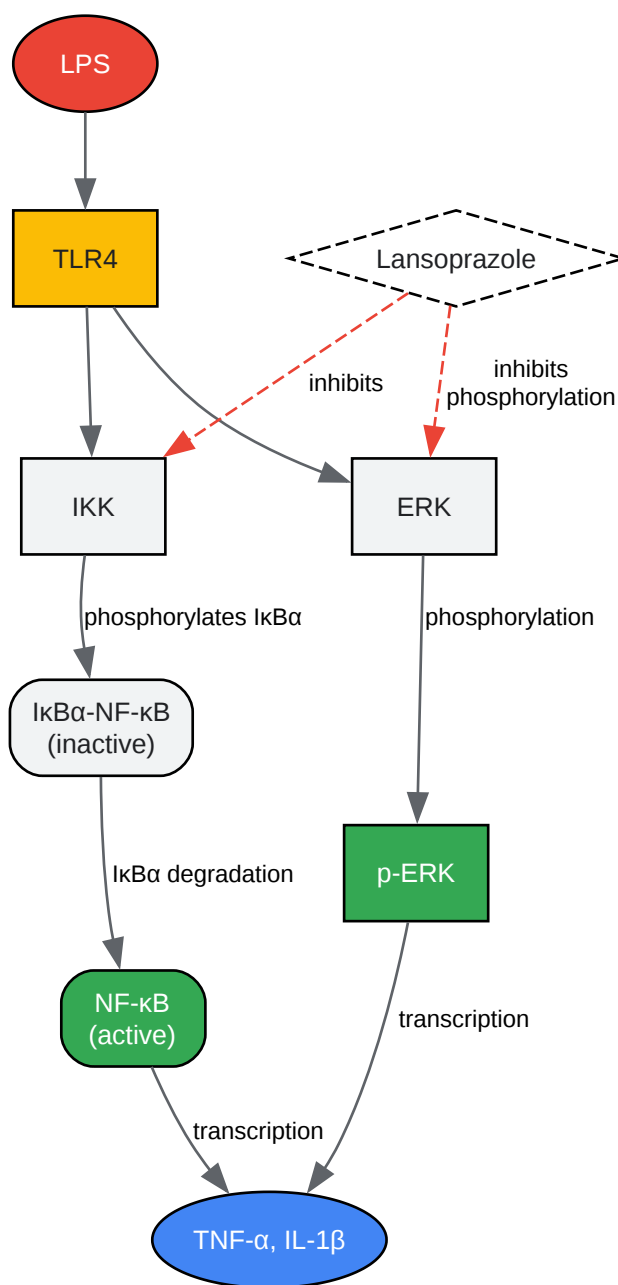 LPS
TLR4
Lansoprazole
inhibits
inhibits
phosphorylation
IKK
ERK
phosphorylates IκBα
phosphorylation
IκBα-NF-κB
(inactive)
IκBα degradation
p-ERK
NF-κB
(active)
transcription
transcription
TNF-α, IL-1β